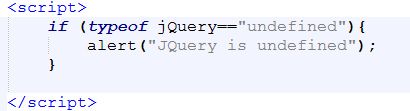 <script>
if (typeof jQuery=="undefined"){
alert("JQuery is undefined");
}
</script>